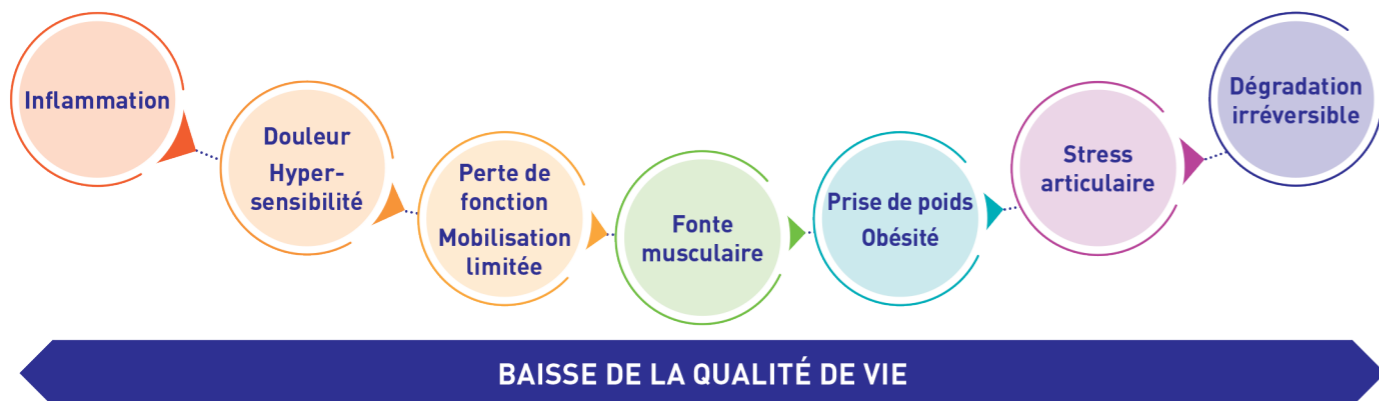 Inflammation
Douleur
Hyper-
sensibilité
Perte de
fonction
Mobilisation
limitée
Fonte
musculaire
Prise de poids
Obésité
Stress
articulaire
Dégradation
irréversible
BAISSE DE LA QUALITÉ DE VIE